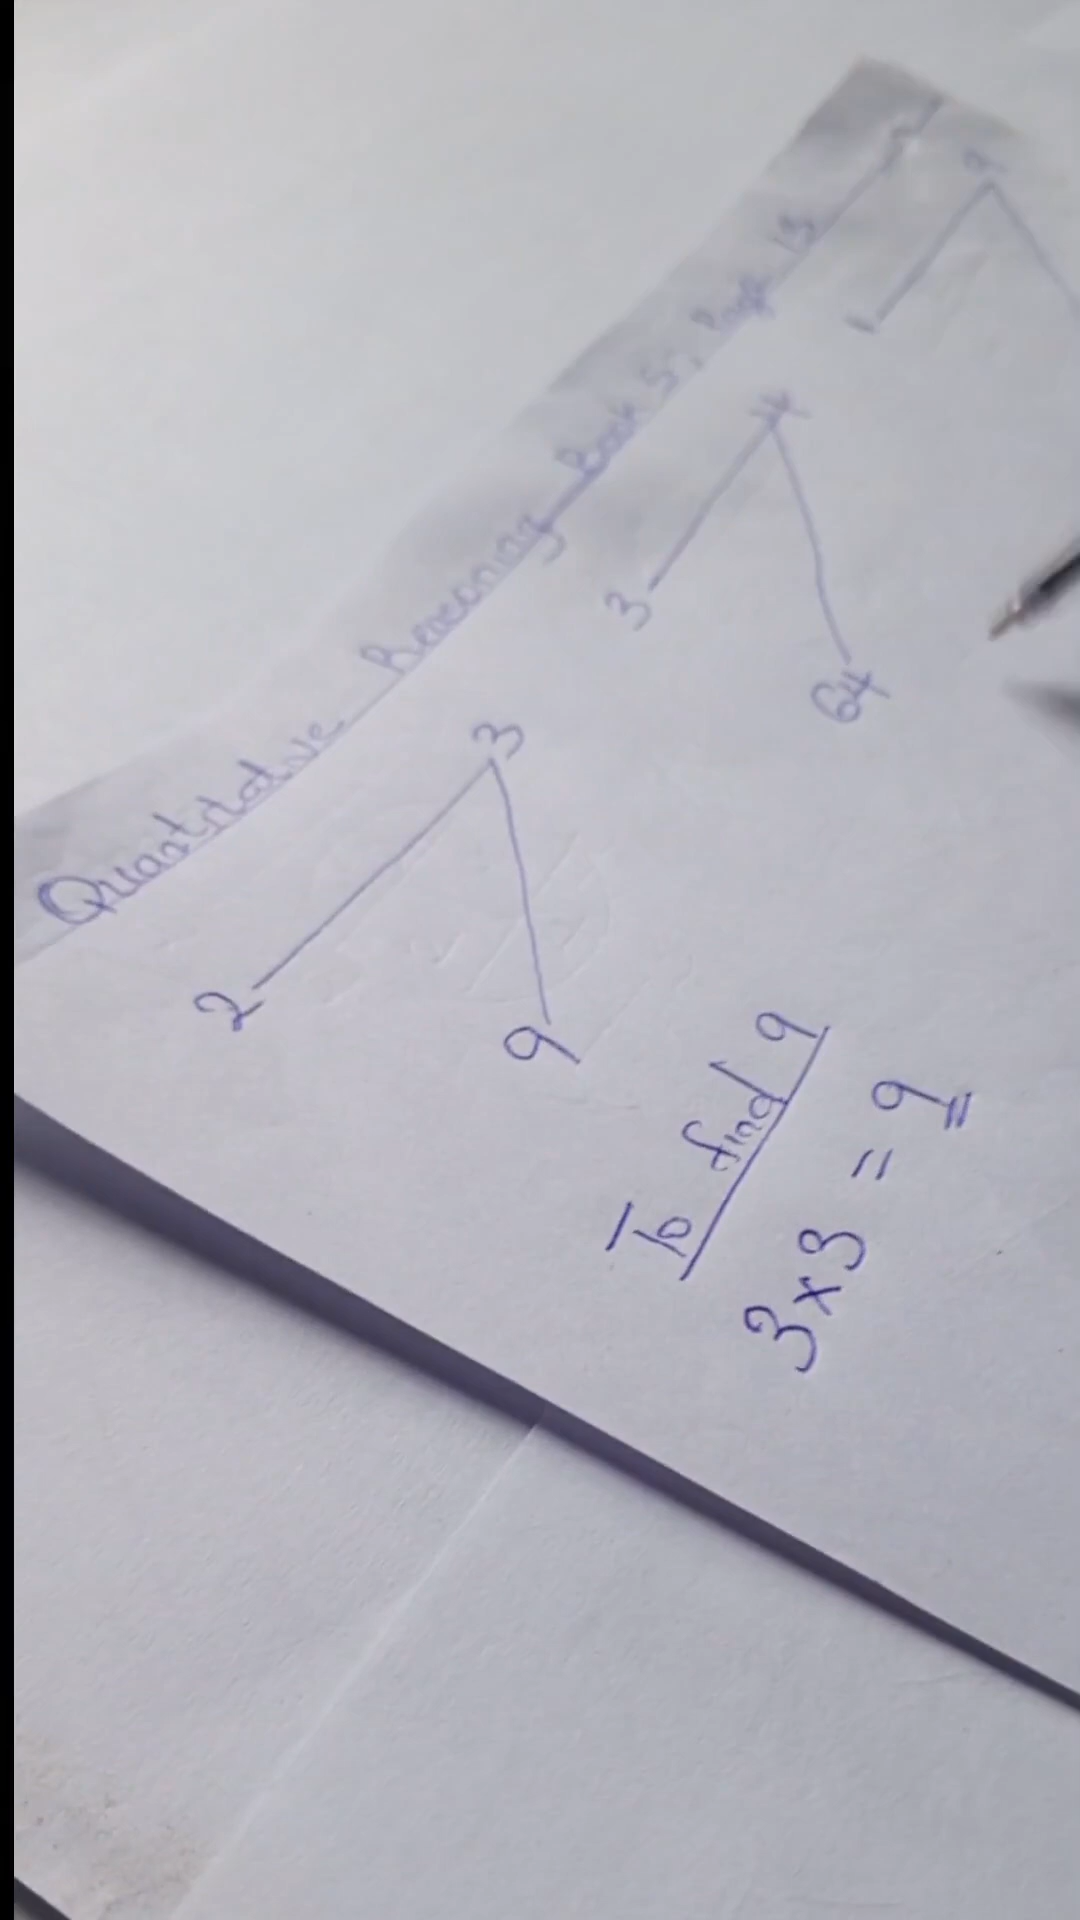 Quantitative Reasoning Book 5, Page 13
3
2
9
4
3
64
To find 9
3 x 3 = 9